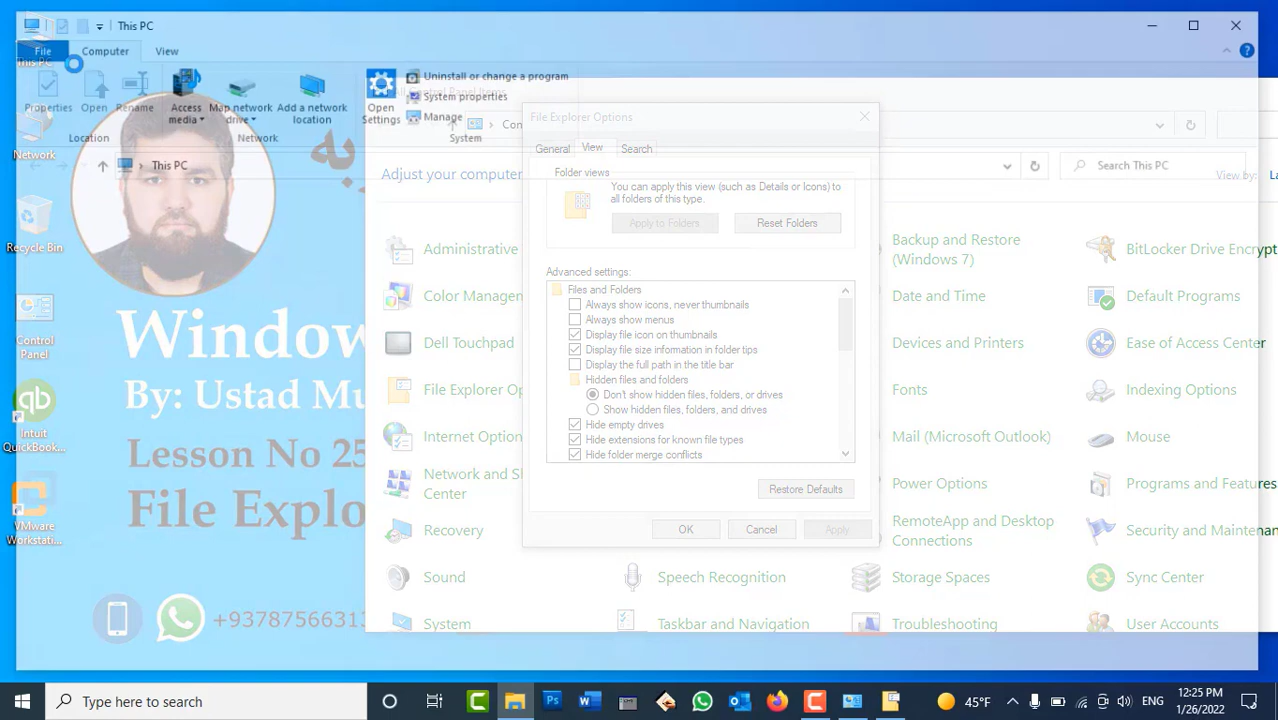 This PC
File
Computer
View
Properties
Open
Rename
Access
media
Map network
drive
Add a network
location
Open
Settings
Uninstall or change a program
System properties
Manage
Location
Network
System
This PC
Search This PC
All Control Panel Items
Adjust your computer
View by:
File Explorer Options
General
View
Search
Folder views
You can apply this view (such as Details or Icons) to
all folders of this type.
Apply to Folders
Reset Folders
Advanced settings:
Files and Folders
Always show icons, never thumbnails
Always show menus
Display file icon on thumbnails
Display file size information in folder tips
Display the full path in the title bar
Hidden files and folders
Don't show hidden files, folders, or drives
Show hidden files, folders, and drives
Hide empty drives
Hide extensions for known file types
Hide folder merge conflicts
Restore Defaults
OK
Cancel
Apply
Administrative
Backup and Restore
(Windows 7)
BitLocker Drive Encrypt
Color Managem
Date and Time
Default Programs
Dell Touchpad
Devices and Printers
Ease of Access Center
File Explorer Op
Fonts
Indexing Options
Internet Option
Mail (Microsoft Outlook)
Mouse
Network and Sh
Center
Power Options
Programs and Features
Recovery
RemoteApp and Desktop
Connections
Security and Maintenan
Sound
Speech Recognition
Storage Spaces
Sync Center
System
Taskbar and Navigation
Troubleshooting
User Accounts
This PC
Network
Recycle Bin
Control
Panel
Intuit
QuickBook...
VMware
Workstati...
Window
By: Ustad Mu
Lesson No 25
File Explo
+9378756631
Type here to search
45°F
ENG
12:25 PM
1/26/2022